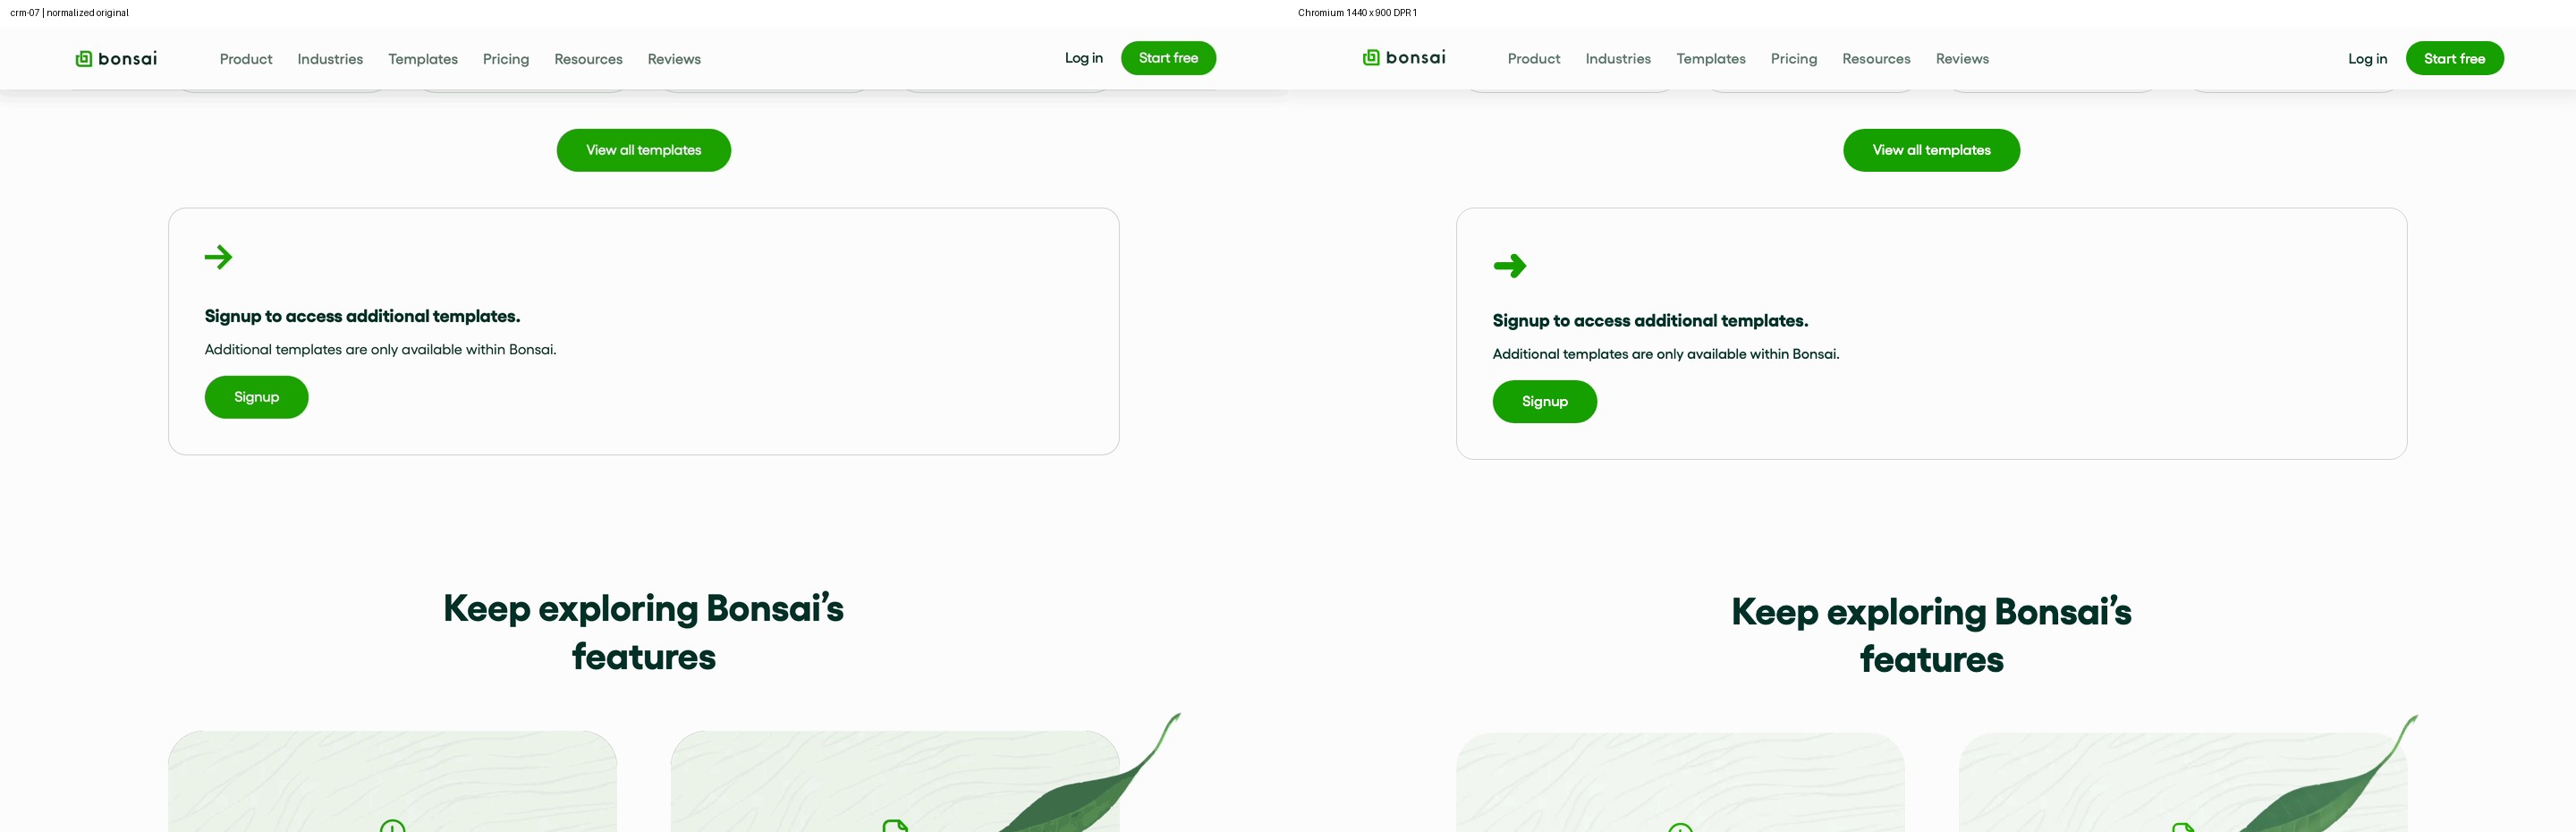 crm-07 | normalized original
Chromium 1440 x 900 DPR 1
bonsai Product Industries Templates Pricing Resources Reviews Log in Start free
View all templates
Signup to access additional templates.
Additional templates are only available within Bonsai.
Signup
Keep exploring Bonsai’s
features
bonsai Product Industries Templates Pricing Resources Reviews Log in Start free
View all templates
Signup to access additional templates.
Additional templates are only available within Bonsai.
Signup
Keep exploring Bonsai’s
features